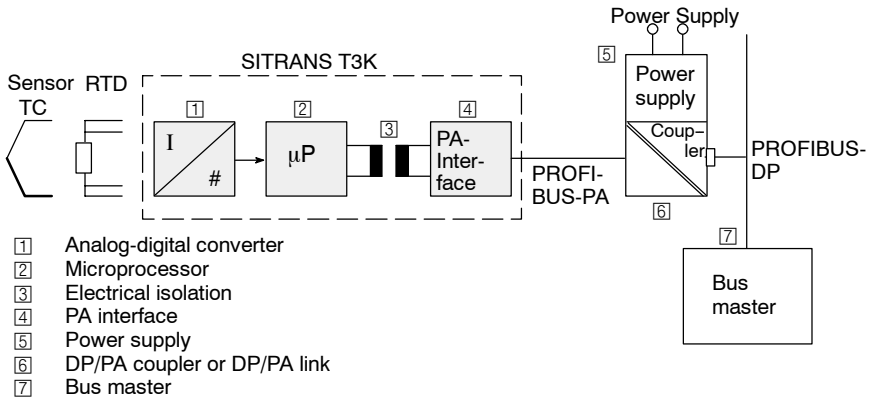 Power Supply
5
SITRANS T3K
Sensor RTD
TC
1
2
3
4
Power
supply
I
#
µP
PA-
Inter-
face
Coup-
ler
PROFI-
BUS-PA
PROFIBUS-
DP
6
7
Bus
master
1 Analog-digital converter
2 Microprocessor
3 Electrical isolation
4 PA interface
5 Power supply
6 DP/PA coupler or DP/PA link
7 Bus master